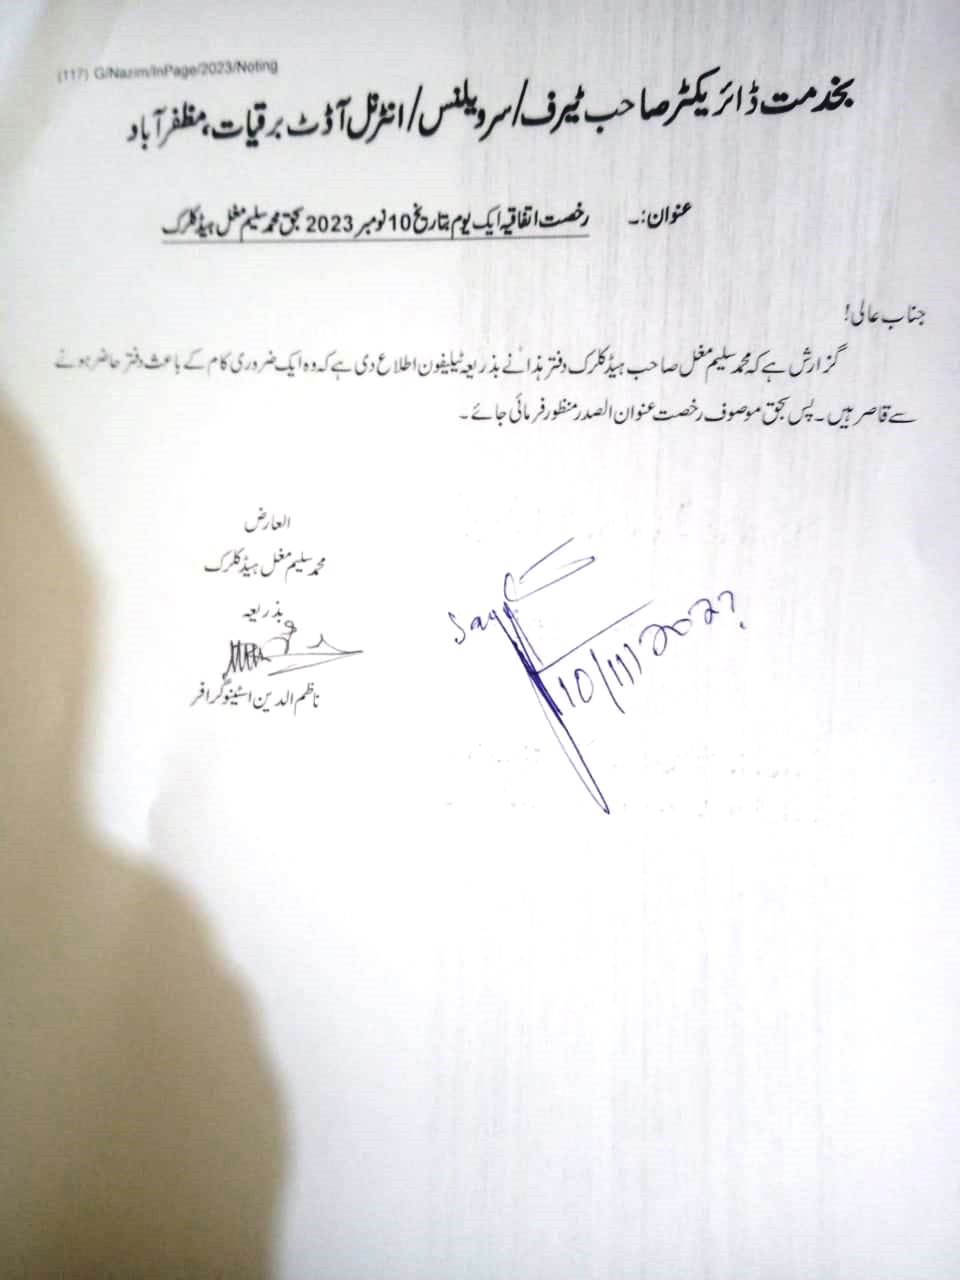 (117) G/Nazim/InPage/2023/Noting
بخدمت ڈائریکٹر صاحب ٹیرف/سرویلنس/انٹرنل آڈٹ برقیات، مظفرآباد
عنوان:۔ رخصت اتفاقیہ ایک یوم بتاریخ 10 نومبر 2023 بحق محمد سلیم مغل ہیڈ کلرک
جناب عالی!
گزارش ہے کہ محمد سلیم مغل صاحب ہیڈ کلرک دفتر ہذا نے بذریعہ ٹیلیفون اطلاع دی ہے کہ وہ ایک ضروری کام کے باعث دفتر حاضر ہونے
سے قاصر ہیں۔ پس بحق موصوف رخصت عنوان الصدر منظور فرمائی جائے۔
العارض
محمد سلیم مغل ہیڈ کلرک
بذریعہ
ناظم الدین اسٹینوگرافر
10/11/2023